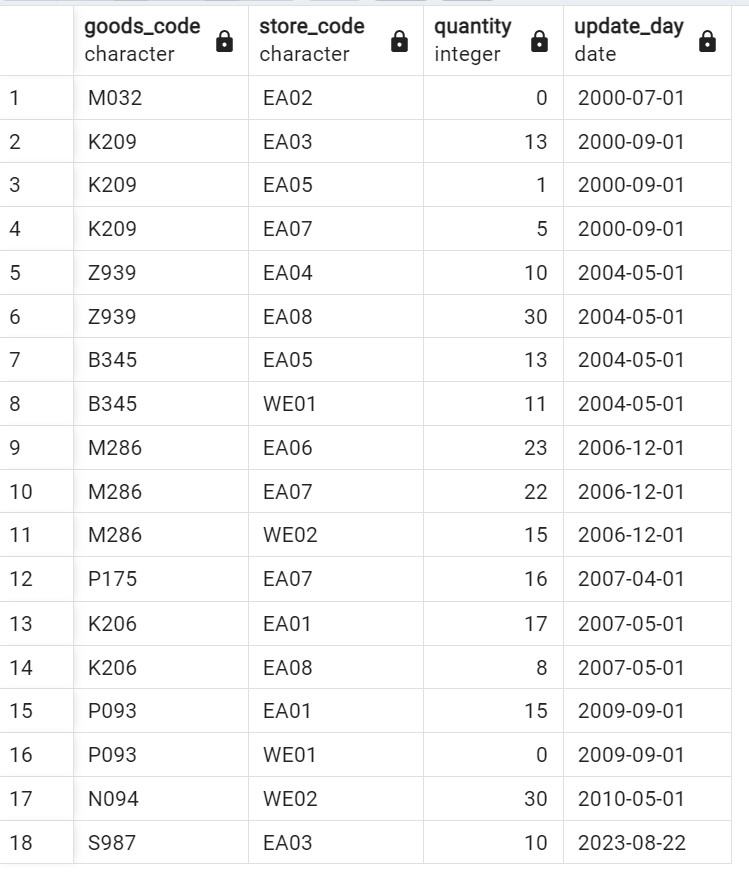 goods_code store_code quantity update_day
character character integer date
1 M032 EA02 0 2000-07-01
2 K209 EA03 13 2000-09-01
3 K209 EA05 1 2000-09-01
4 K209 EA07 5 2000-09-01
5 Z939 EA04 10 2004-05-01
6 Z939 EA08 30 2004-05-01
7 B345 EA05 13 2004-05-01
8 B345 WE01 11 2004-05-01
9 M286 EA06 23 2006-12-01
10 M286 EA07 22 2006-12-01
11 M286 WE02 15 2006-12-01
12 P175 EA07 16 2007-04-01
13 K206 EA01 17 2007-05-01
14 K206 EA08 8 2007-05-01
15 P093 EA01 15 2009-09-01
16 P093 WE01 0 2009-09-01
17 N094 WE02 30 2010-05-01
18 S987 EA03 10 2023-08-22